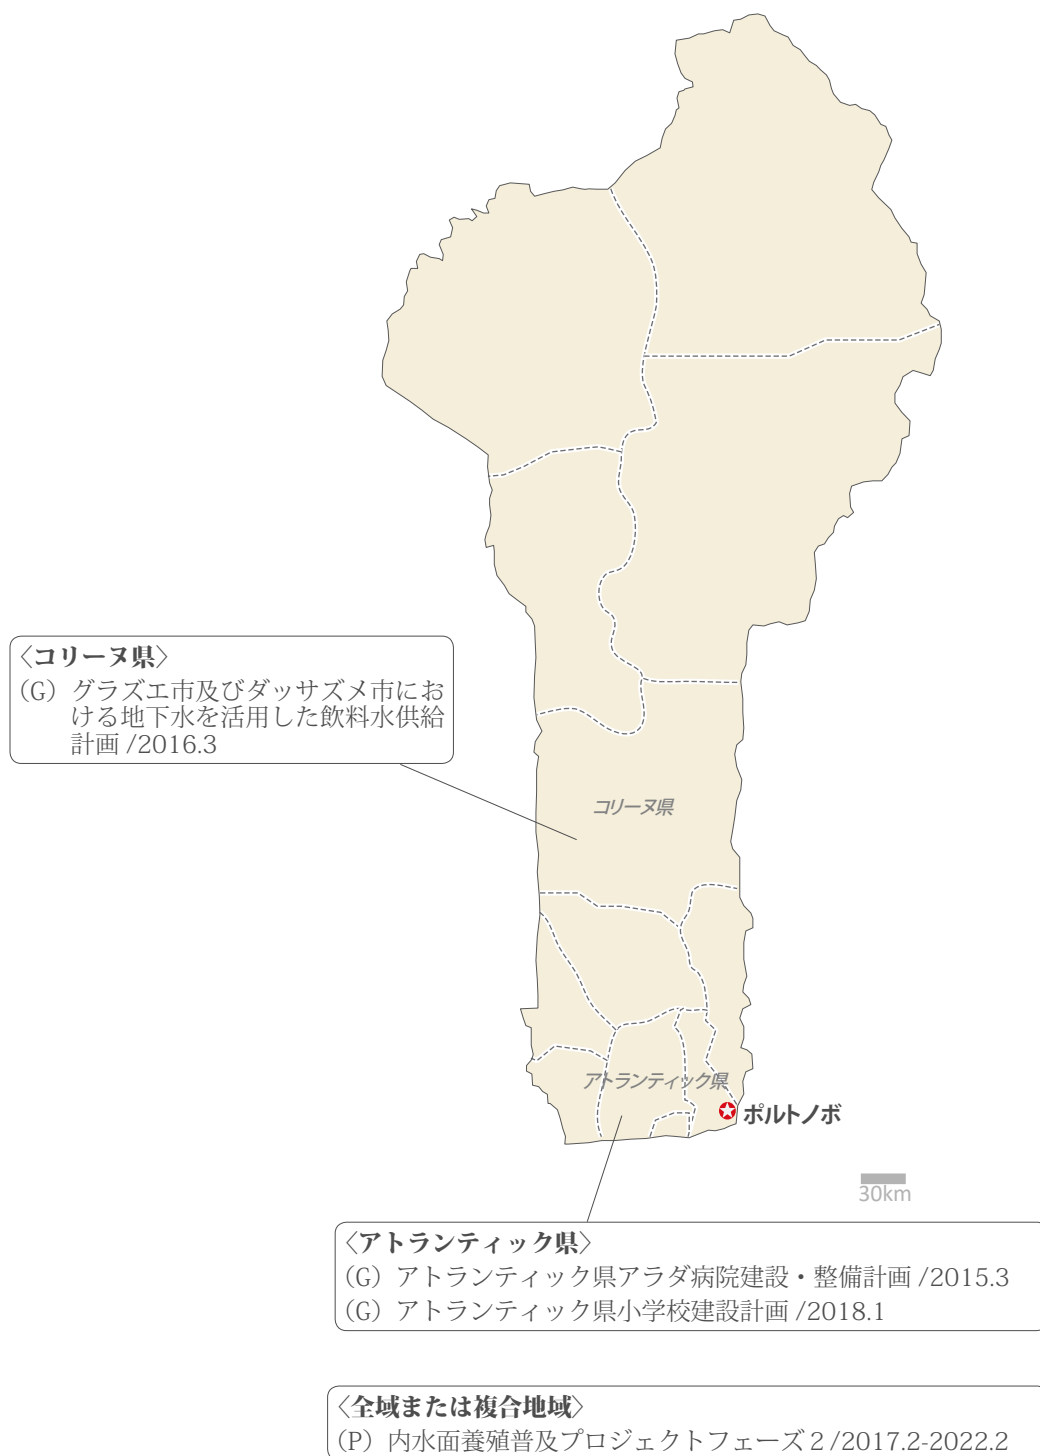 〈コリーヌ県〉
（G）グラズエ市及びダッサズメ市にお
ける地下水を活用した飲料水供給
計画 /2016.3
コリーヌ県
アトランティック県
ポルトノボ
30km
〈アトランティック県〉
（G）アトランティック県アラダ病院建設・整備計画 /2015.3
（G）アトランティック県小学校建設計画 /2018.1
〈全域または複合地域〉
（P）内水面養殖普及プロジェクトフェーズ 2 /2017.2-2022.2